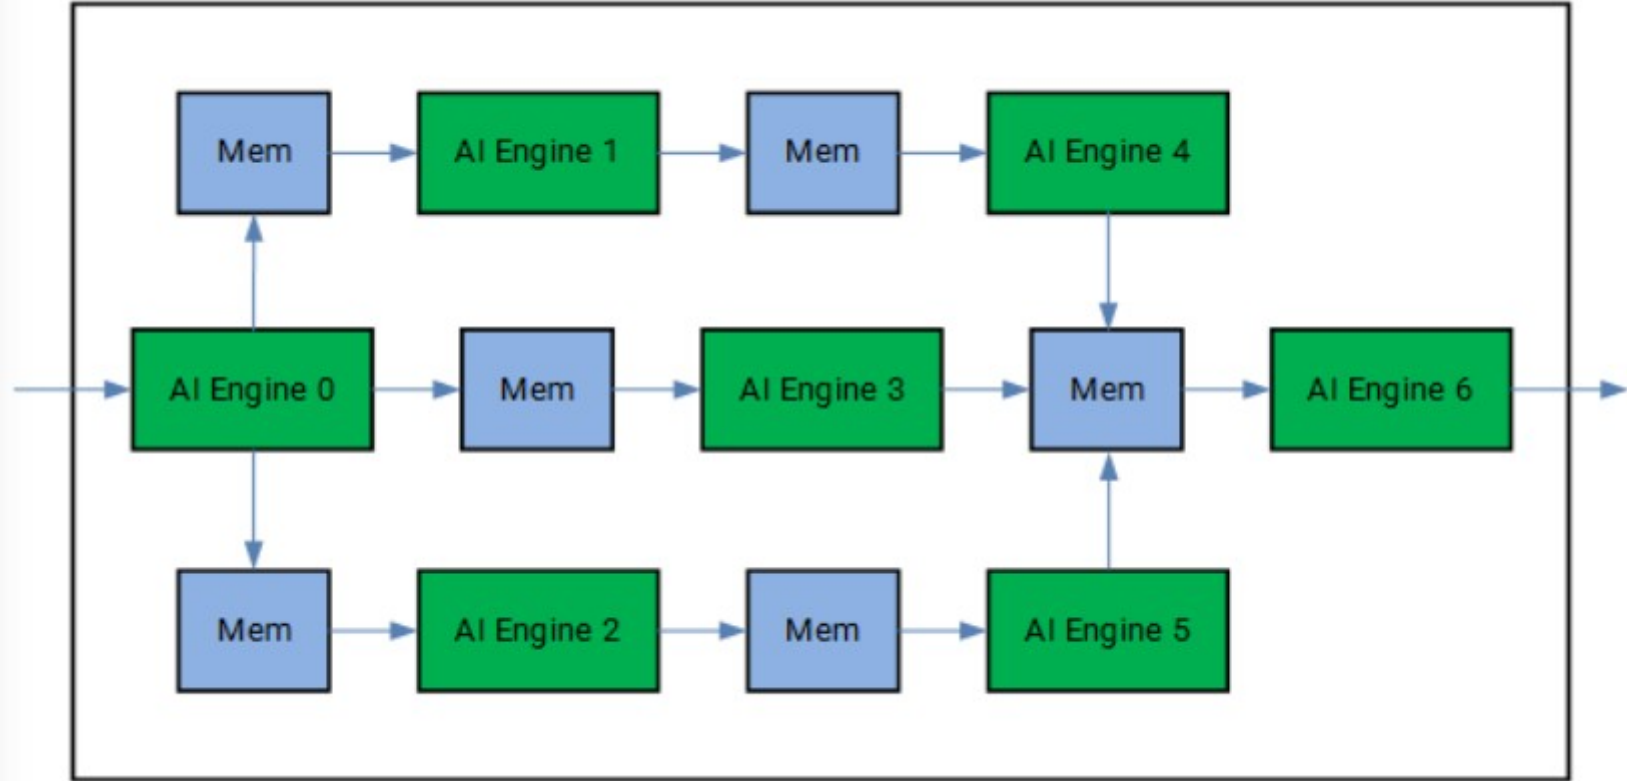 Mem
AI Engine 1
Mem
AI Engine 4
AI Engine 0
Mem
AI Engine 3
Mem
AI Engine 6
Mem
AI Engine 2
Mem
AI Engine 5